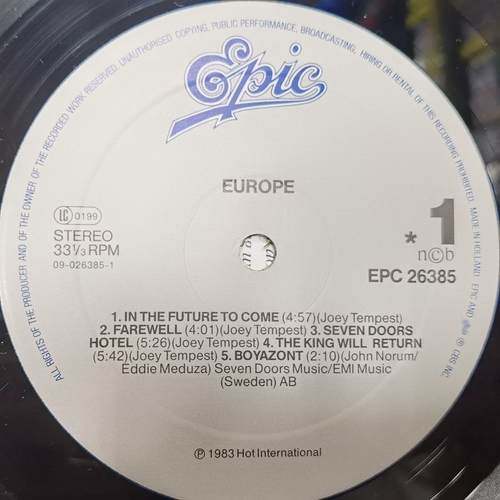 ALL RIGHTS OF THE PRODUCER AND OF THE OWNER OF THE RECORDED WORK RESERVED. UNAUTHORISED COPYING, PUBLIC PERFORMANCE, BROADCASTING, HIRING OR RENTAL OF THIS RECORDING PROHIBITED. MADE IN HOLLAND. EPIC AND ARE CBS INC.
Epic
EUROPE
LC 0199
STEREO
33⅓ RPM
09-026385-1
* 1
n©b
EPC 26385
1. IN THE FUTURE TO COME (4:57)(Joey Tempest)
2. FAREWELL (4:01)(Joey Tempest) 3. SEVEN DOORS
HOTEL (5:26)(Joey Tempest) 4. THE KING WILL RETURN
(5:42)(Joey Tempest) 5. BOYAZONT (2:10)(John Norum/
Eddie Meduza) Seven Doors Music/EMI Music
(Sweden) AB
℗ 1983 Hot International